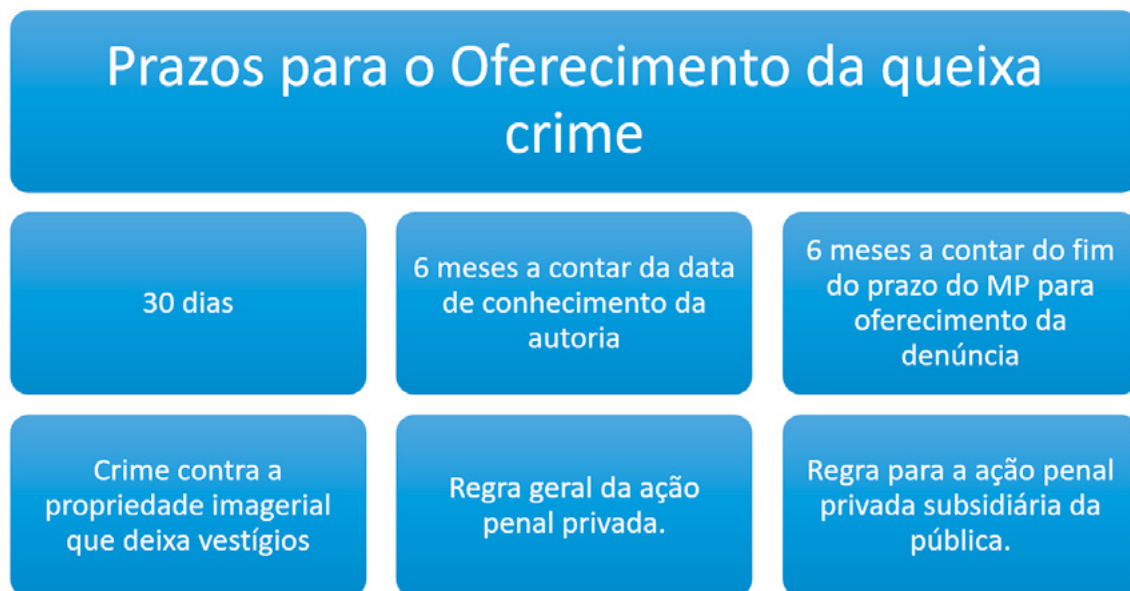 Prazos para o Oferecimento da queixa
crime
30 dias
6 meses a contar da data
de conhecimento da
autoria
6 meses a contar do fim
do prazo do MP para
oferecimento da
denúncia
Crime contra a
propriedade imagerial
que deixa vestígios
Regra geral da ação
penal privada.
Regra para a ação penal
privada subsidiária da
pública.